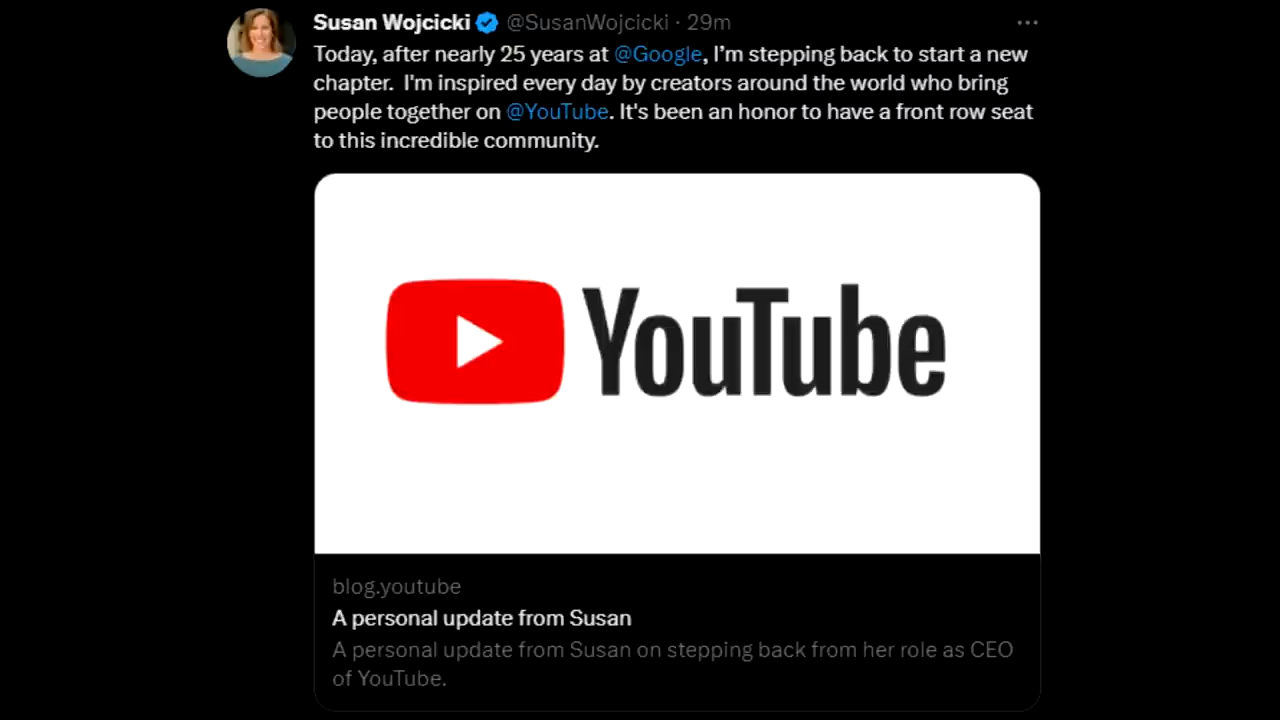 Susan Wojcicki @SusanWojcicki · 29m
Today, after nearly 25 years at @Google, I’m stepping back to start a new
chapter.  I'm inspired every day by creators around the world who bring
people together on @YouTube. It's been an honor to have a front row seat
to this incredible community.
YouTube
blog.youtube
A personal update from Susan
A personal update from Susan on stepping back from her role as CEO
of YouTube.